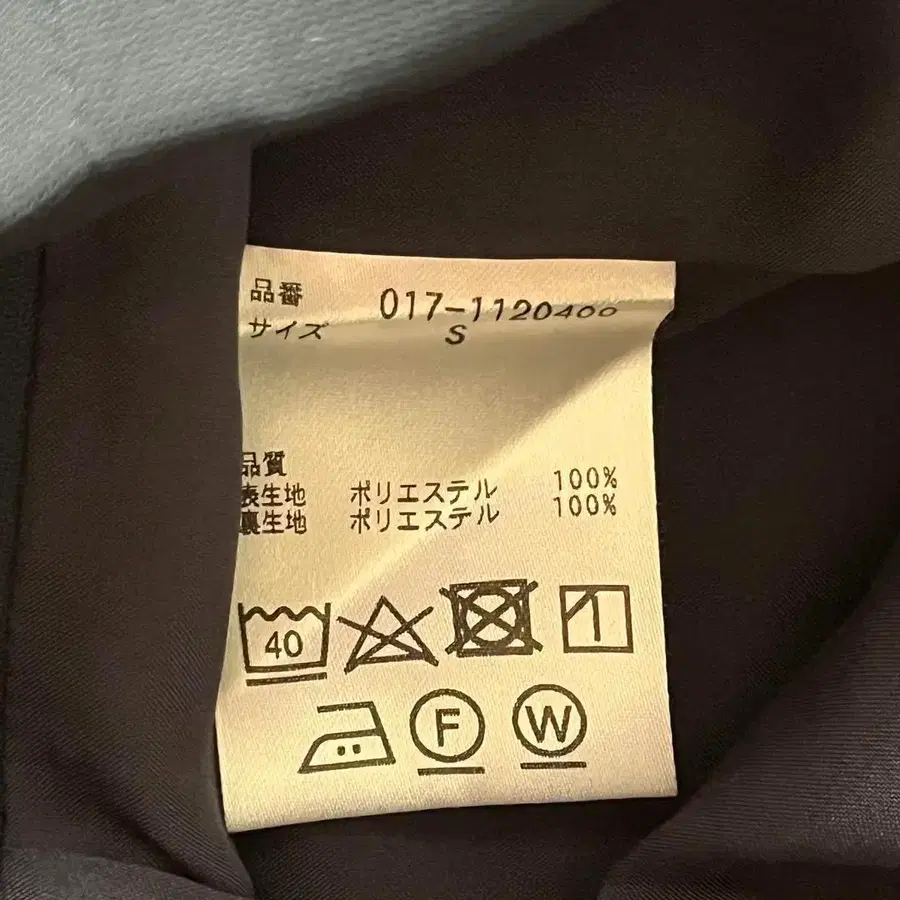 品番 017-1120400
サイズ S
品質
表生地 ポリエステル 100%
裏生地 ポリエステル 100%
40
F W